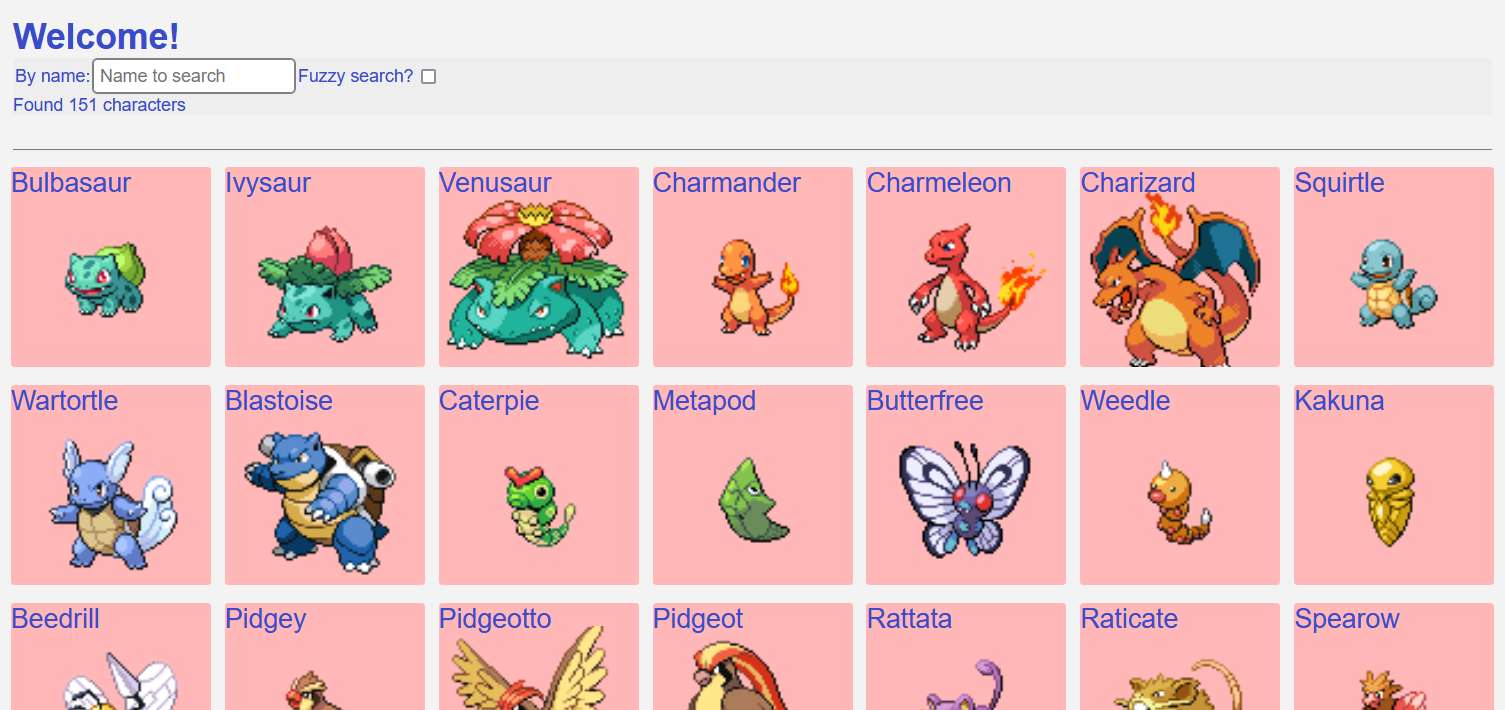 Welcome!
By name: Name to search Fuzzy search?
Found 151 characters
Bulbasaur Ivysaur Venusaur Charmander Charmeleon Charizard Squirtle
Wartortle Blastoise Caterpie Metapod Butterfree Weedle Kakuna
Beedrill Pidgey Pidgeotto Pidgeot Rattata Raticate Spearow